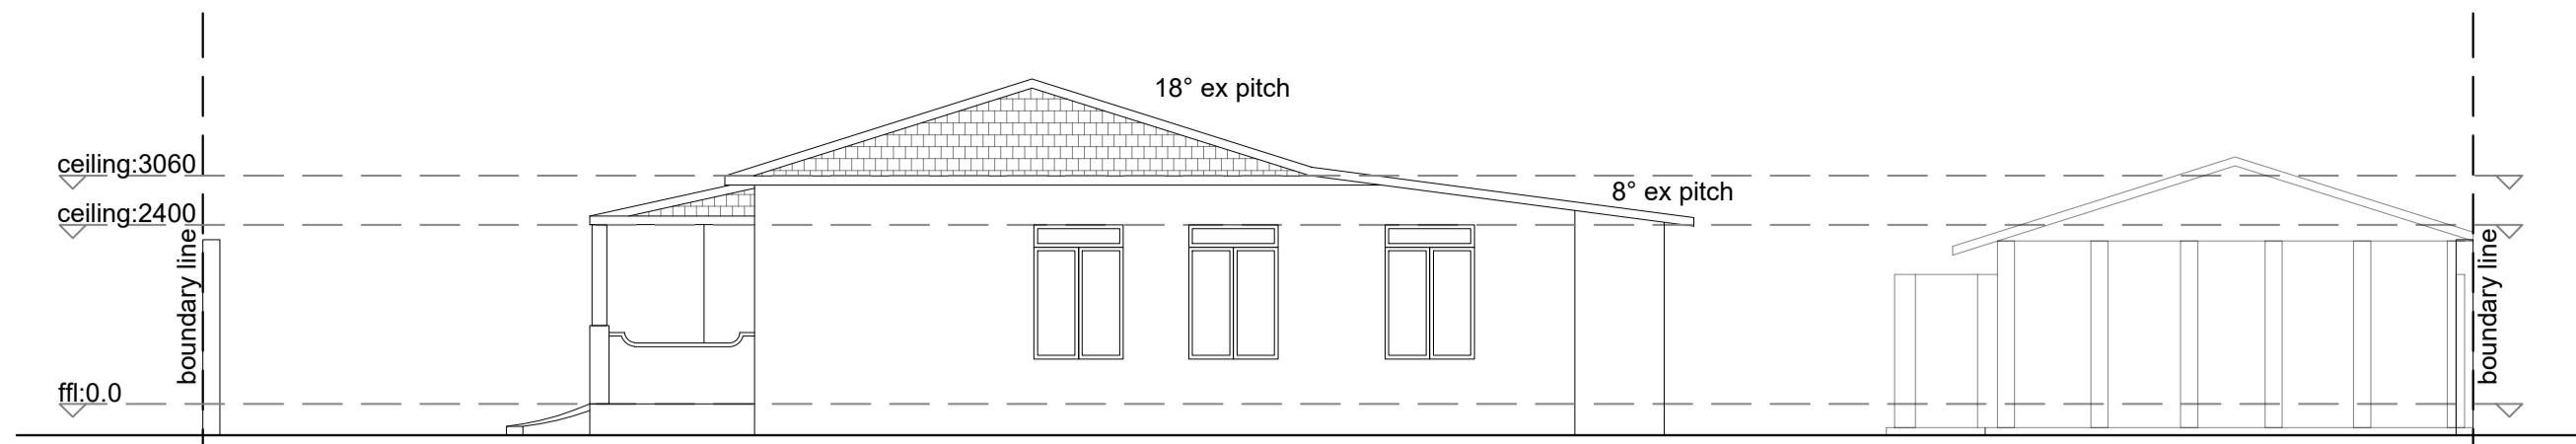 18° ex pitch
ceiling:3060
8° ex pitch
ceiling:2400
boundary line
boundary line
ffl:0.0